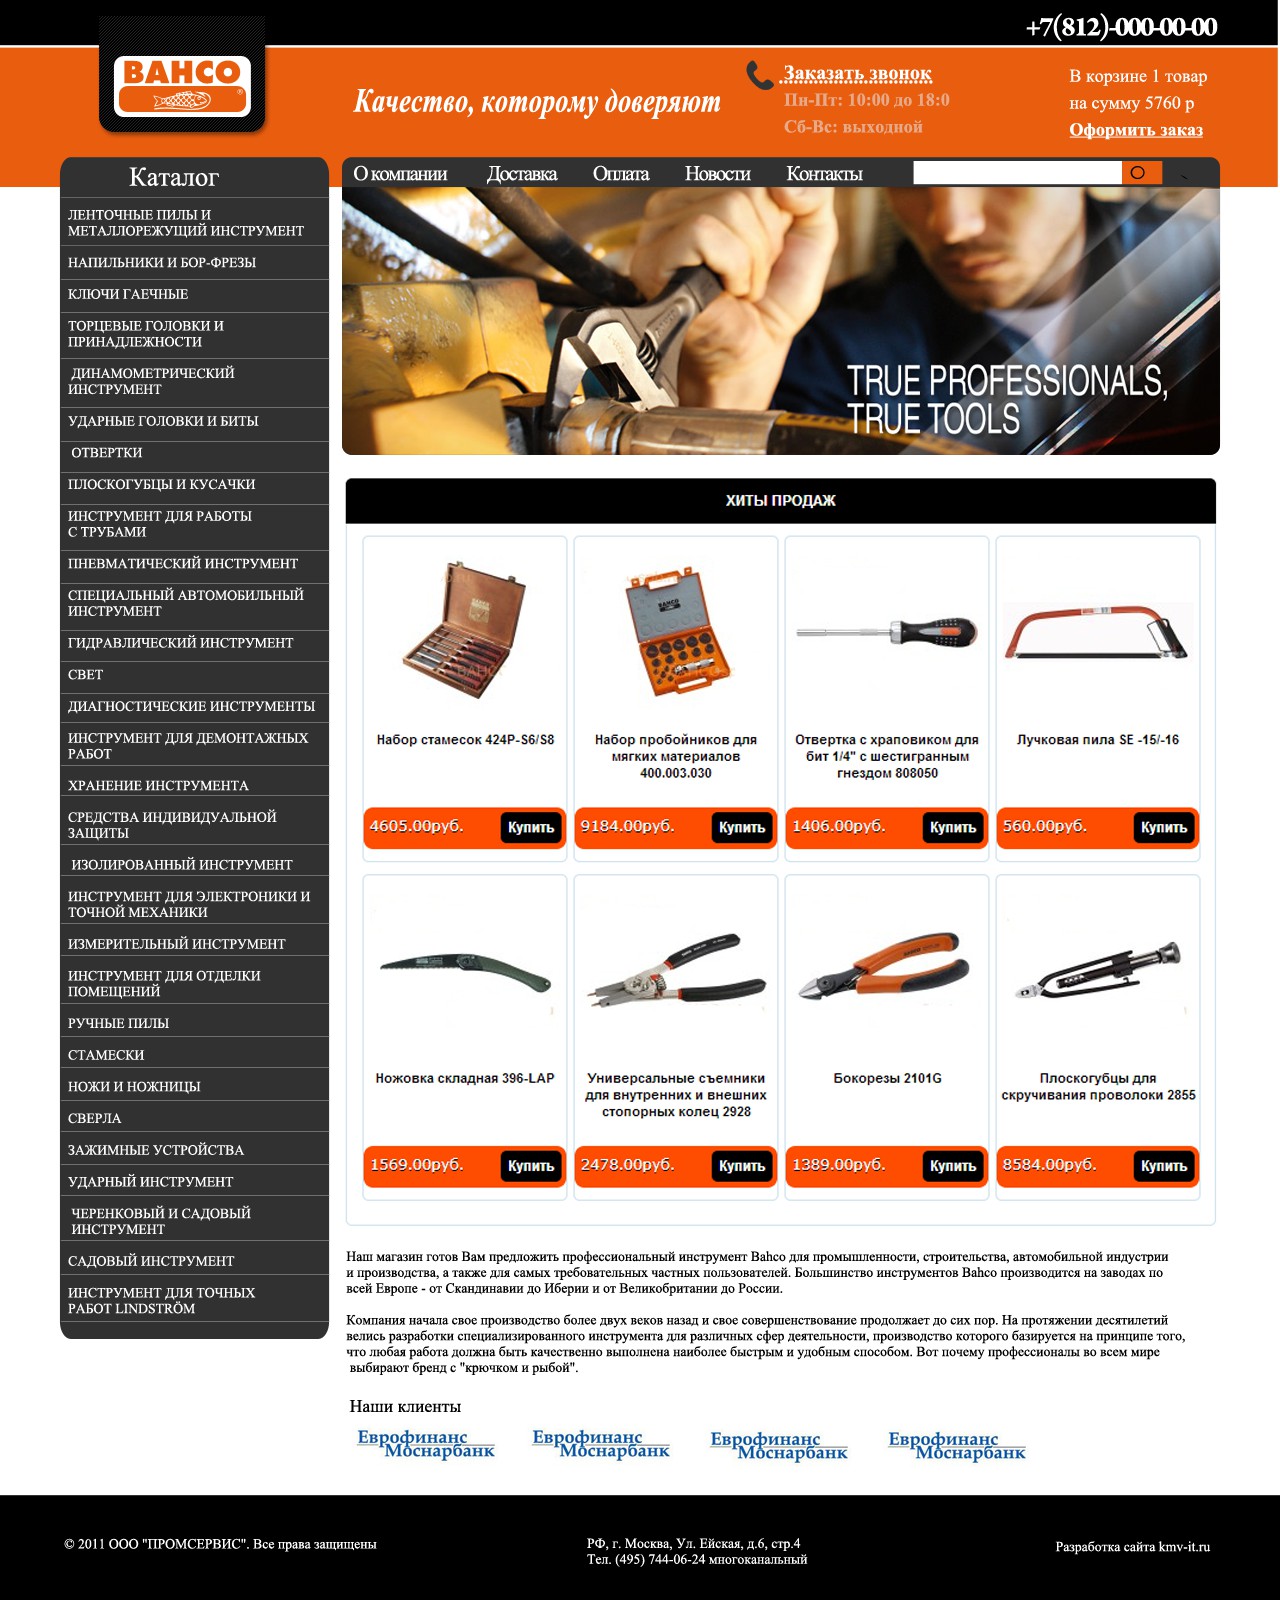 +7(812)-000-00-00
BAHCO
®
Качество, которому доверяют
Заказать звонок
Пн-Пт: 10:00 до 18:0
Сб-Вс: выходной
В корзине 1 товар
на сумму 5760 р
Оформить заказ
О компании Доставка Оплата Новости Контакты
Каталог
ЛЕНТОЧНЫЕ ПИЛЫ И
МЕТАЛЛОРЕЖУЩИЙ ИНСТРУМЕНТ
НАПИЛЬНИКИ И БОР-ФРЕЗЫ
КЛЮЧИ ГАЕЧНЫЕ
ТОРЦЕВЫЕ ГОЛОВКИ И
ПРИНАДЛЕЖНОСТИ
ДИНАМОМЕТРИЧЕСКИЙ
ИНСТРУМЕНТ
УДАРНЫЕ ГОЛОВКИ И БИТЫ
ОТВЕРТКИ
ПЛОСКОГУБЦЫ И КУСАЧКИ
ИНСТРУМЕНТ ДЛЯ РАБОТЫ
С ТРУБАМИ
ПНЕВМАТИЧЕСКИЙ ИНСТРУМЕНТ
СПЕЦИАЛЬНЫЙ АВТОМОБИЛЬНЫЙ
ИНСТРУМЕНТ
ГИДРАВЛИЧЕСКИЙ ИНСТРУМЕНТ
СВЕТ
ДИАГНОСТИЧЕСКИЕ ИНСТРУМЕНТЫ
ИНСТРУМЕНТ ДЛЯ ДЕМОНТАЖНЫХ
РАБОТ
ХРАНЕНИЕ ИНСТРУМЕНТА
СРЕДСТВА ИНДИВИДУАЛЬНОЙ
ЗАЩИТЫ
ИЗОЛИРОВАННЫЙ ИНСТРУМЕНТ
ИНСТРУМЕНТ ДЛЯ ЭЛЕКТРОНИКИ И
ТОЧНОЙ МЕХАНИКИ
ИЗМЕРИТЕЛЬНЫЙ ИНСТРУМЕНТ
ИНСТРУМЕНТ ДЛЯ ОТДЕЛКИ
ПОМЕЩЕНИЙ
РУЧНЫЕ ПИЛЫ
СТАМЕСКИ
НОЖИ И НОЖНИЦЫ
СВЕРЛА
ЗАЖИМНЫЕ УСТРОЙСТВА
УДАРНЫЙ ИНСТРУМЕНТ
ЧЕРЕНКОВЫЙ И САДОВЫЙ
ИНСТРУМЕНТ
САДОВЫЙ ИНСТРУМЕНТ
ИНСТРУМЕНТ ДЛЯ ТОЧНЫХ
РАБОТ LINDSTRÖM
TRUE PROFESSIONALS,
TRUE TOOLS
ХИТЫ ПРОДАЖ
Набор стамесок 424P-S6/S8
4605.00руб. Купить
Набор пробойников для
мягких материалов
400.003.030
9184.00руб. Купить
Отвертка с храповиком для
бит 1/4" с шестигранным
гнездом 808050
1406.00руб. Купить
Лучковая пила SE -15/-16
560.00руб. Купить
Ножовка складная 396-LAP
1569.00руб. Купить
Универсальные съемники
для внутренних и внешних
стопорных колец 2928
2478.00руб. Купить
Бокорезы 2101G
1389.00руб. Купить
Плоскогубцы для
скручивания проволоки 2855
8584.00руб. Купить
Наш магазин готов Вам предложить профессиональный инструмент Bahco для промышленности, строительства, автомобильной индустрии
и производства, а также для самых требовательных частных пользователей. Большинство инструментов Bahco производится на заводах по
всей Европе - от Скандинавии до Иберии и от Великобритании до России.
Компания начала свое производство более двух веков назад и свое совершенствование продолжает до сих пор. На протяжении десятилетий
велись разработки специализированного инструмента для различных сфер деятельности, производство которого базируется на принципе того,
что любая работа должна быть качественно выполнена наиболее быстрым и удобным способом. Вот почему профессионалы во всем мире
выбирают бренд с "крючком и рыбой".
Наши клиенты
Еврофинанс
Моснарбанк
Еврофинанс
Моснарбанк
Еврофинанс
Моснарбанк
Еврофинанс
Моснарбанк
© 2011 ООО "ПРОМСЕРВИС". Все права защищены
РФ, г. Москва, Ул. Ейская, д.6, стр.4
Тел. (495) 744-06-24 многоканальный
Разработка сайта kmv-it.ru